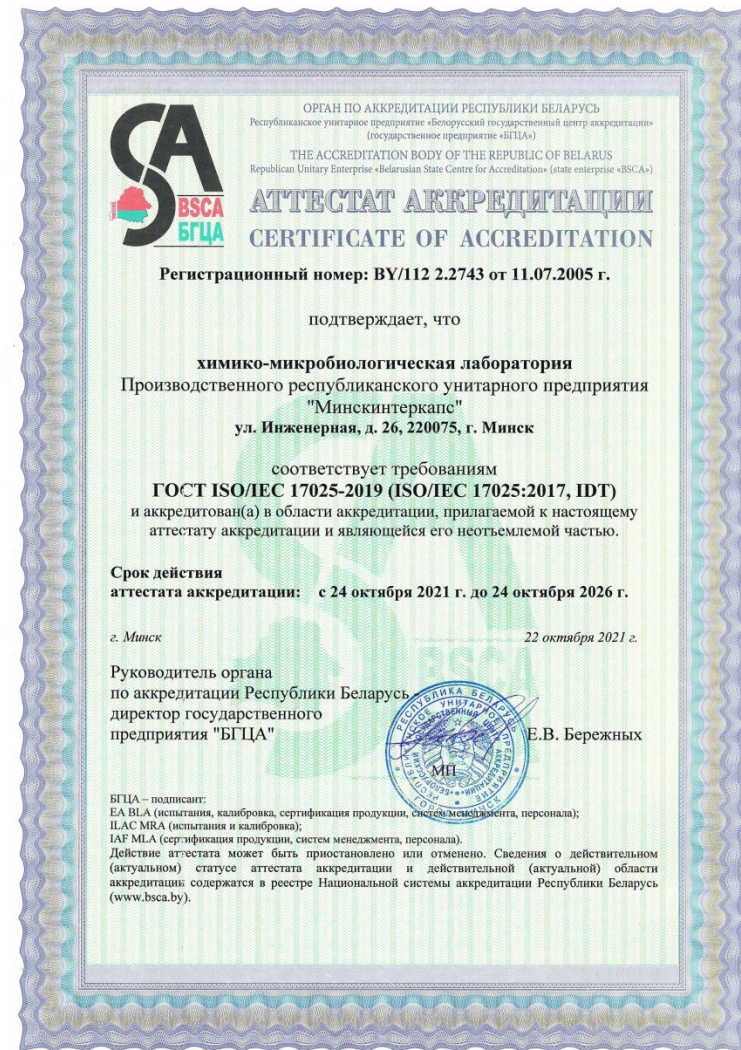 ОРГАН ПО АККРЕДИТАЦИИ РЕСПУБЛИКИ БЕЛАРУСЬ
Республиканское унитарное предприятие «Белорусский государственный центр аккредитации»
(государственное предприятие «БГЦА»)
THE ACCREDITATION BODY OF THE REPUBLIC OF BELARUS
Republican Unitary Enterprise «Belarusian State Centre for Accreditation» (state enterprise «BSCA»)
BSCA
БГЦА
АТТЕСТАТ АККРЕДИТАЦИИ
CERTIFICATE OF ACCREDITATION
Регистрационный номер: BY/112 2.2743 от 11.07.2005 г.
подтверждает, что
химико-микробиологическая лаборатория
Производственного республиканского унитарного предприятия
"Минскинтеркапс"
ул. Инженерная, д. 26, 220075, г. Минск
соответствует требованиям
ГОСТ ISO/IEC 17025-2019 (ISO/IEC 17025:2017, IDT)
и аккредитован(а) в области аккредитации, прилагаемой к настоящему
аттестату аккредитации и являющейся его неотъемлемой частью.
Срок действия
аттестата аккредитации: с 24 октября 2021 г. до 24 октября 2026 г.
г. Минск 22 октября 2021 г.
BSCA
Руководитель органа
по аккредитации Республики Беларусь -
директор государственного
предприятия "БГЦА" Е.В. Бережных
МП
БГЦА – подписант:
EA BLA (испытания, калибровка, сертификация продукции, систем менеджмента, персонала);
ILAC MRA (испытания и калибровка);
IAF MLA (сертификация продукции, систем менеджмента, персонала).
Действие аттестата может быть приостановлено или отменено. Сведения о действительном
(актуальном) статусе аттестата аккредитации и действительной (актуальной) области
аккредитации содержатся в реестре Национальной системы аккредитации Республики Беларусь
(www.bsca.by).